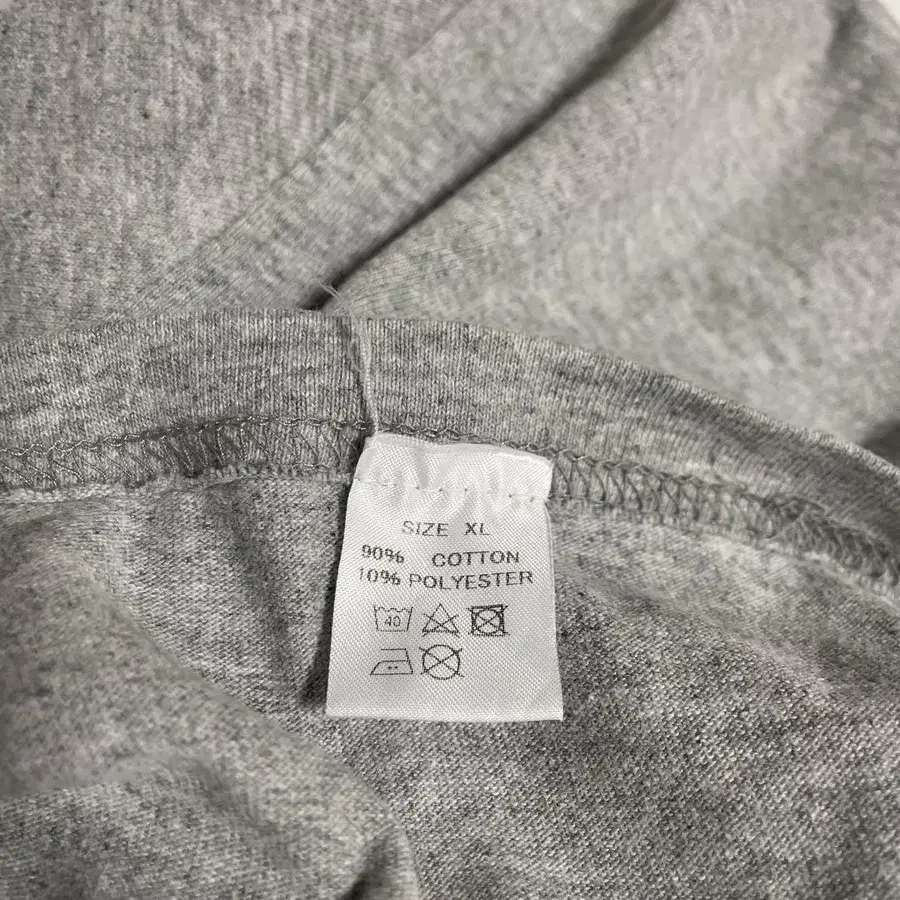 SIZE XL
90% COTTON
10% POLYESTER
40